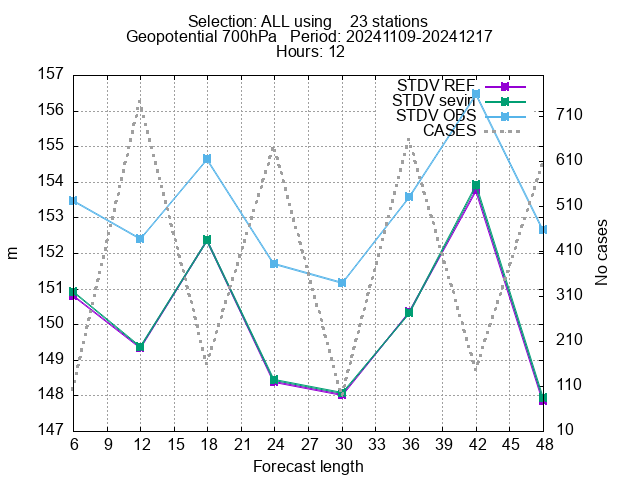 Selection: ALL using    23 stations
Geopotential 700hPa   Period: 20241109-20241217
Hours: 12
157
156
155
154
153
152
151
150
149
148
147
m
STDV REF
STDV sevin
STDV OBS
CASES
710
610
510
410
310
210
110
10
No cases
6 9 12 15 18 21 24 27 30 33 36 39 42 45 48
Forecast length